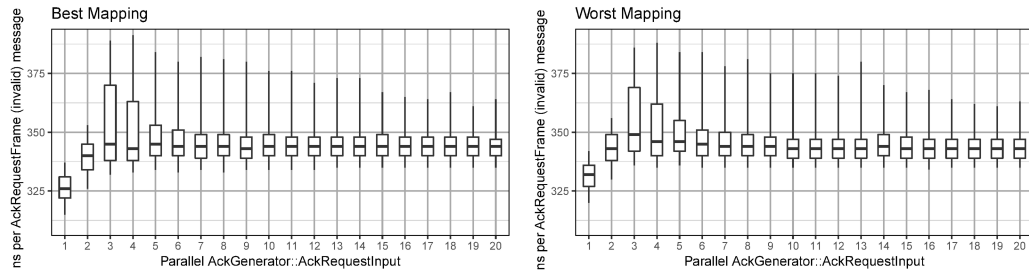 Best Mapping
ns per AckRequestFrame (invalid) message
375
350
325
1 2 3 4 5 6 7 8 9 10 11 12 13 14 15 16 17 18 19 20
Parallel AckGenerator::AckRequestInput
Worst Mapping
ns per AckRequestFrame (invalid) message
375
350
325
1 2 3 4 5 6 7 8 9 10 11 12 13 14 15 16 17 18 19 20
Parallel AckGenerator::AckRequestInput